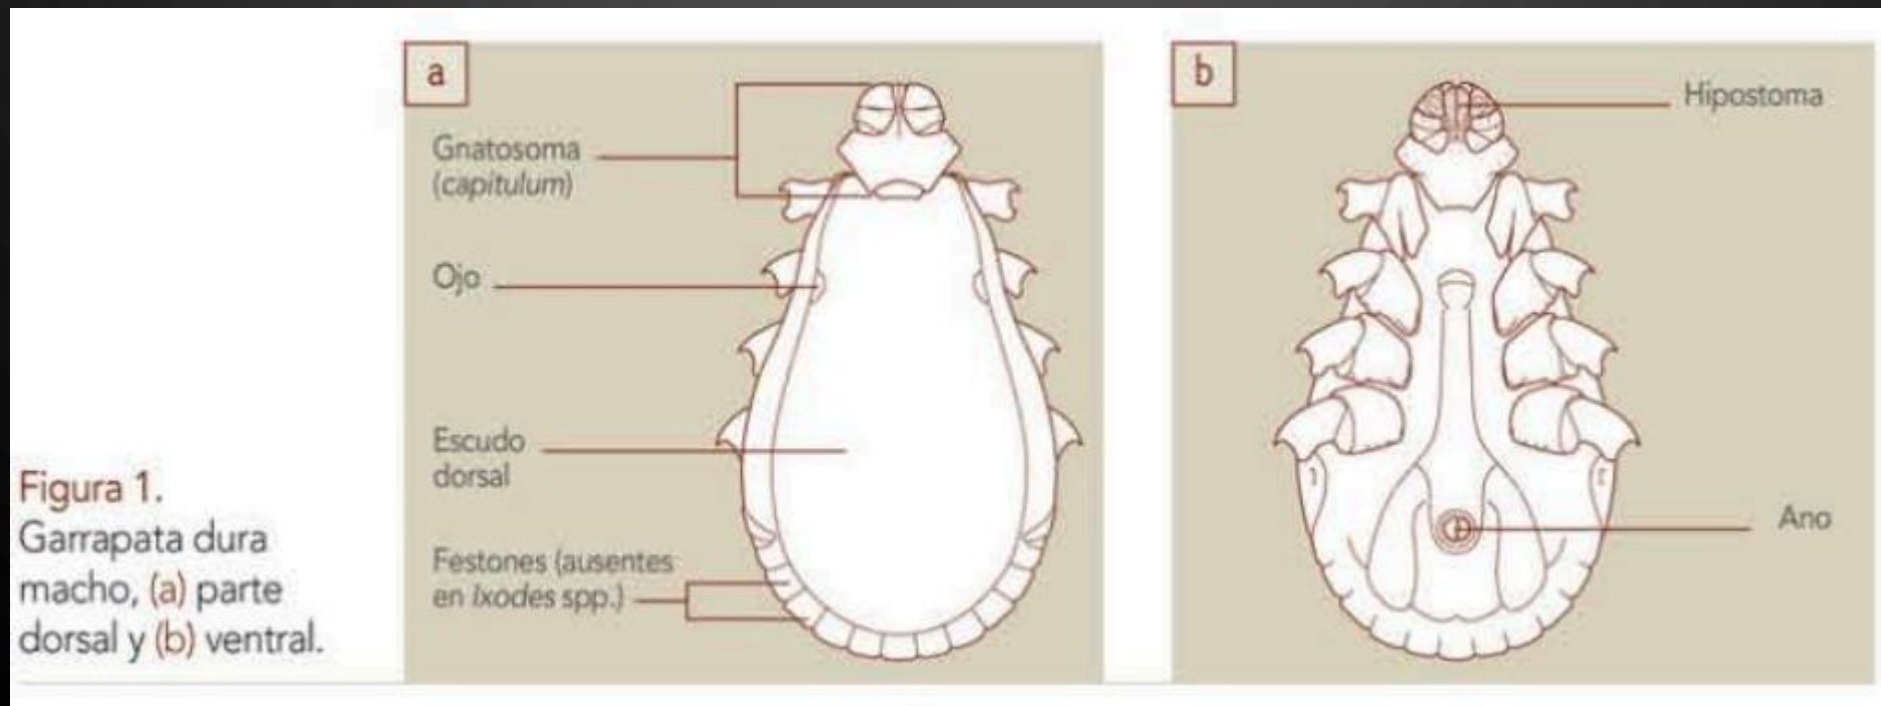 a
Gnatosoma
(capitulum)
Ojo
Escudo
dorsal
Festones (ausentes
en Ixodes spp.)
b
Hipostoma
Ano
Figura 1.
Garrapata dura
macho, (a) parte
dorsal y (b) ventral.